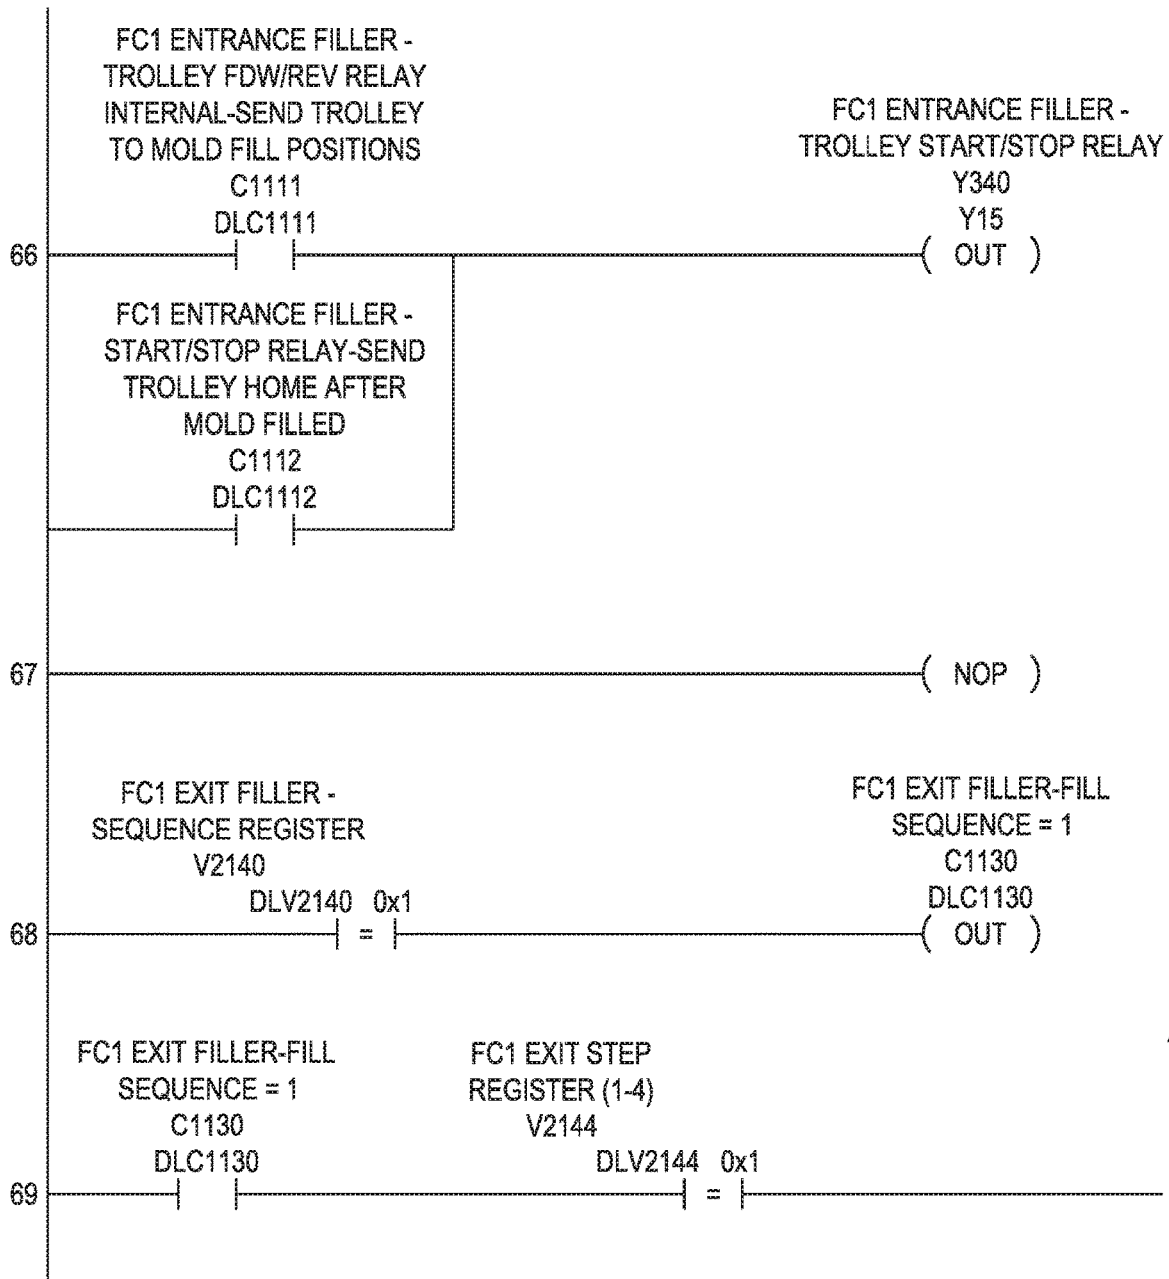 FC1 ENTRANCE FILLER -
TROLLEY FDW/REV RELAY
INTERNAL-SEND TROLLEY
TO MOLD FILL POSITIONS
C1111
DLC1111
FC1 ENTRANCE FILLER -
TROLLEY START/STOP RELAY
Y340
Y15
66
( OUT )
FC1 ENTRANCE FILLER -
START/STOP RELAY-SEND
TROLLEY HOME AFTER
MOLD FILLED
C1112
DLC1112
67
( NOP )
FC1 EXIT FILLER -
SEQUENCE REGISTER
V2140
DLV2140 0x1
FC1 EXIT FILLER-FILL
SEQUENCE = 1
C1130
DLC1130
68
=
( OUT )
FC1 EXIT FILLER-FILL
SEQUENCE = 1
C1130
DLC1130
FC1 EXIT STEP
REGISTER (1-4)
V2144
DLV2144 0x1
69
=